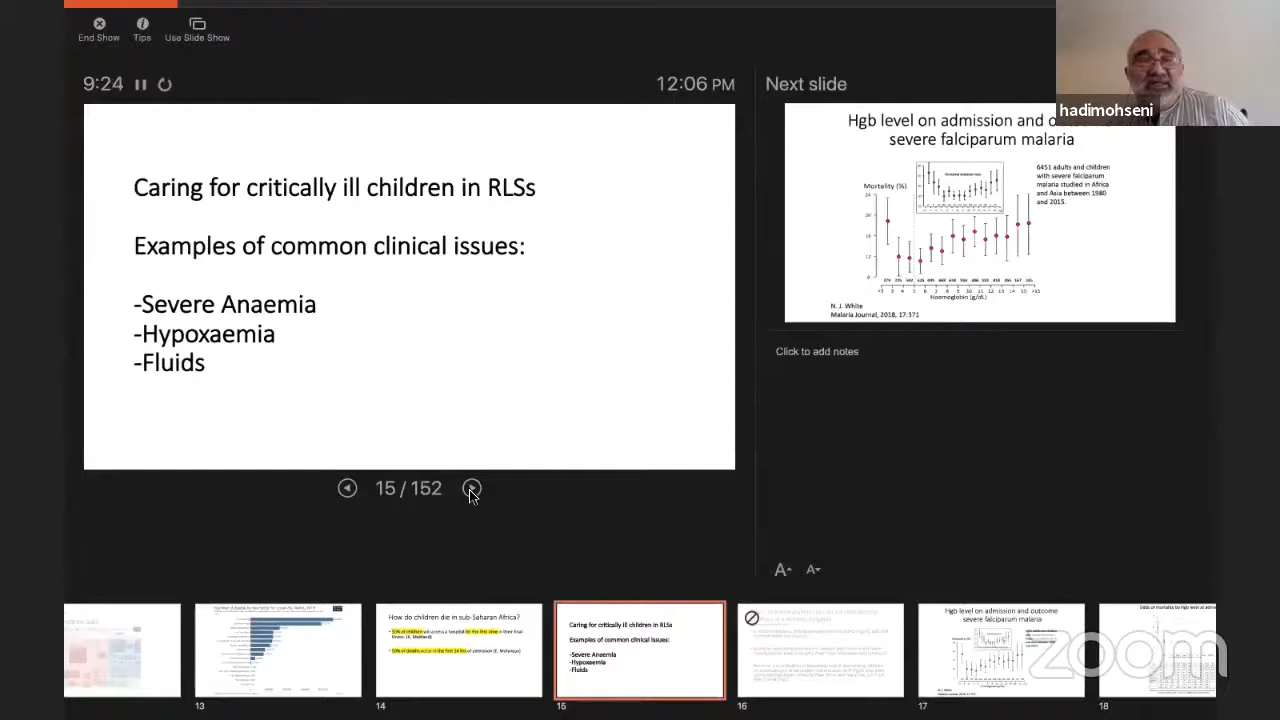 End Show
Tips
Use Slide Show
9:24
12:06 PM
Next slide
hadimohseni
Caring for critically ill children in RLSs
Examples of common clinical issues:
-Severe Anaemia
-Hypoxaemia
-Fluids
Hgb level on admission and
severe falciparum malaria
6451 adults and children
with severe falciparum
malaria studied in Africa
and Asia between 1980
and 2015.
Mortality (%)
Haemoglobin (g/dl)
N. J. White
Malaria Journal, 2018, 17:371
Click to add notes
15 / 152
A
A
How do children die in sub-Saharan Africa?
Caring for critically ill children in RLSs
Examples of common clinical issues:
-Severe Anaemia
-Hypoxaemia
-Fluids
Hgb level on admission and outcome
severe falciparum malaria
zoom
13
14
15
16
17
18